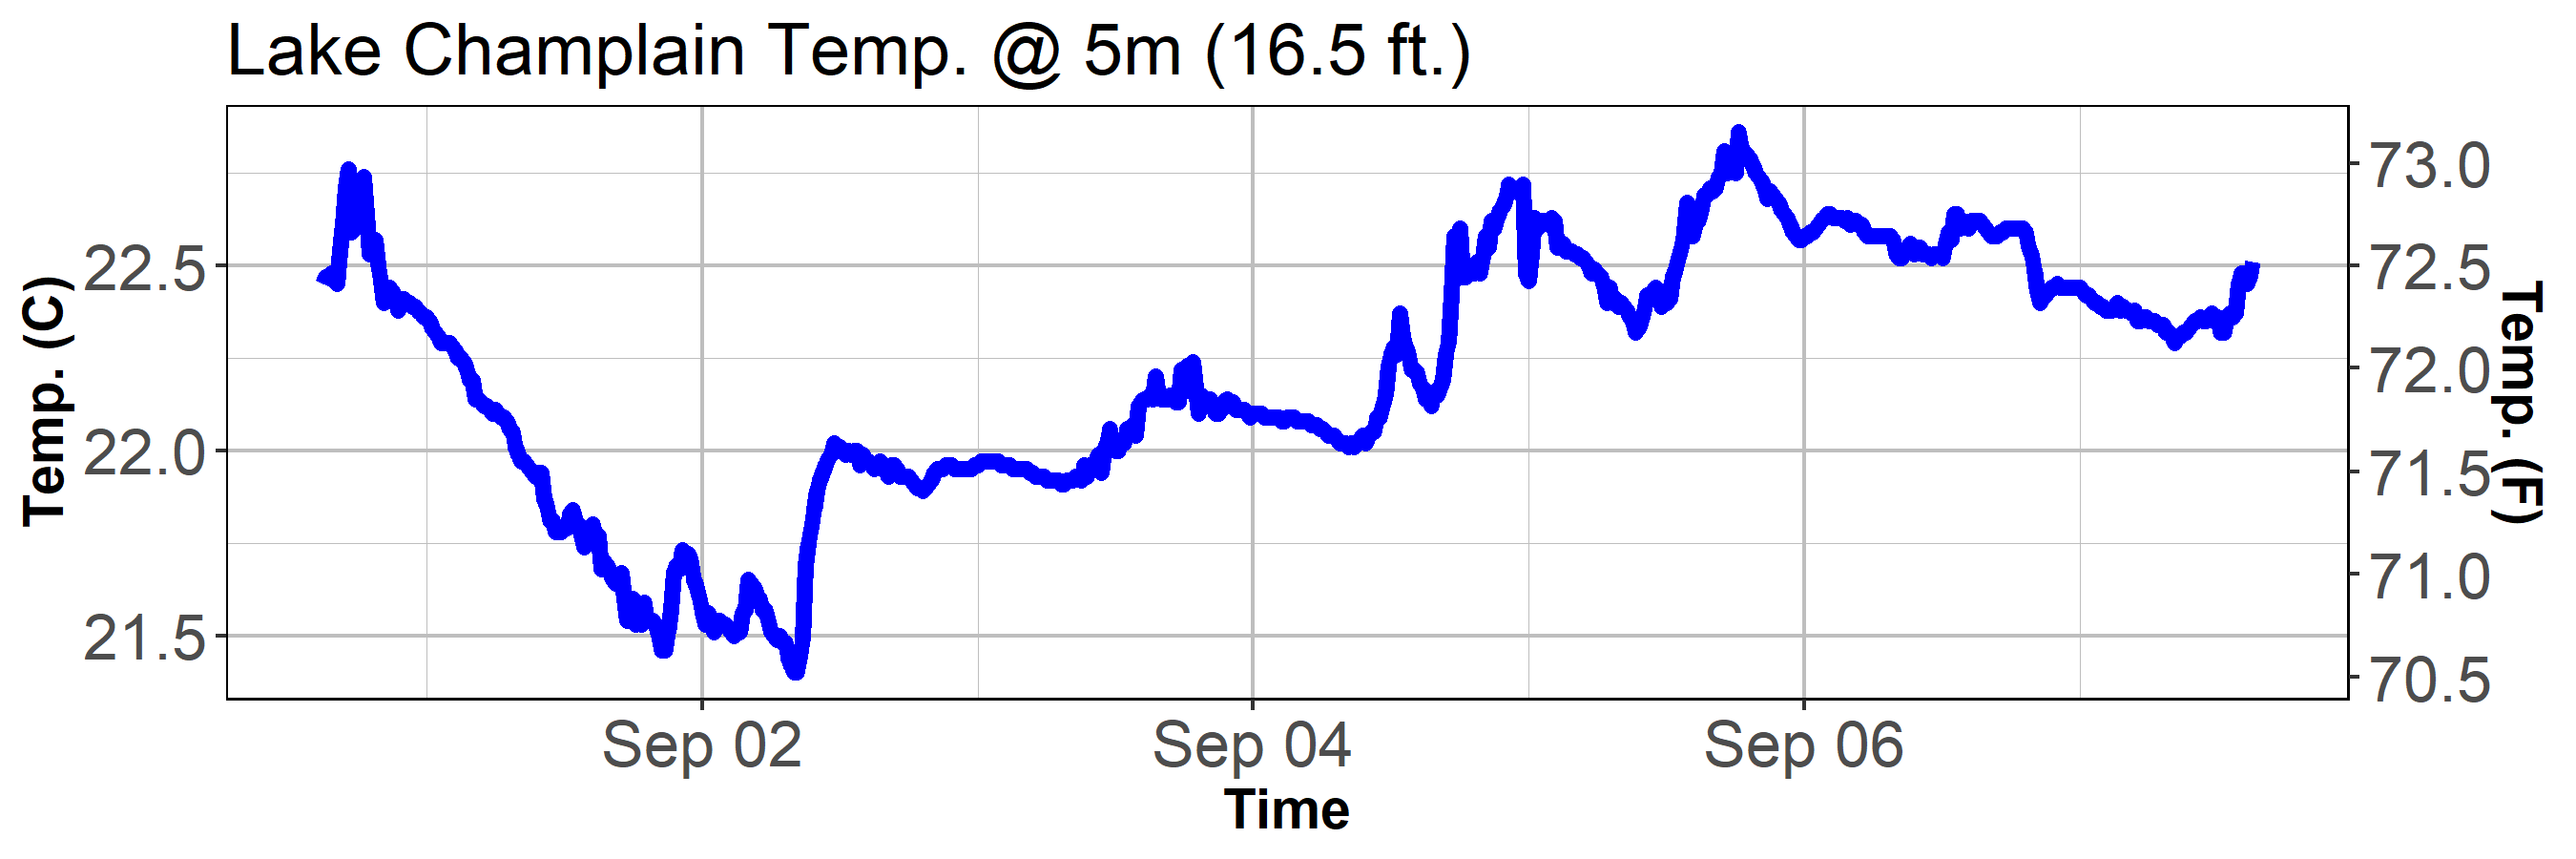 Lake Champlain Temp. @ 5m (16.5 ft.)
Temp. (C)
22.5
22.0
21.5
73.0
72.5
72.0
71.5
71.0
70.5
Temp. (F)
Sep 02
Sep 04
Sep 06
Time